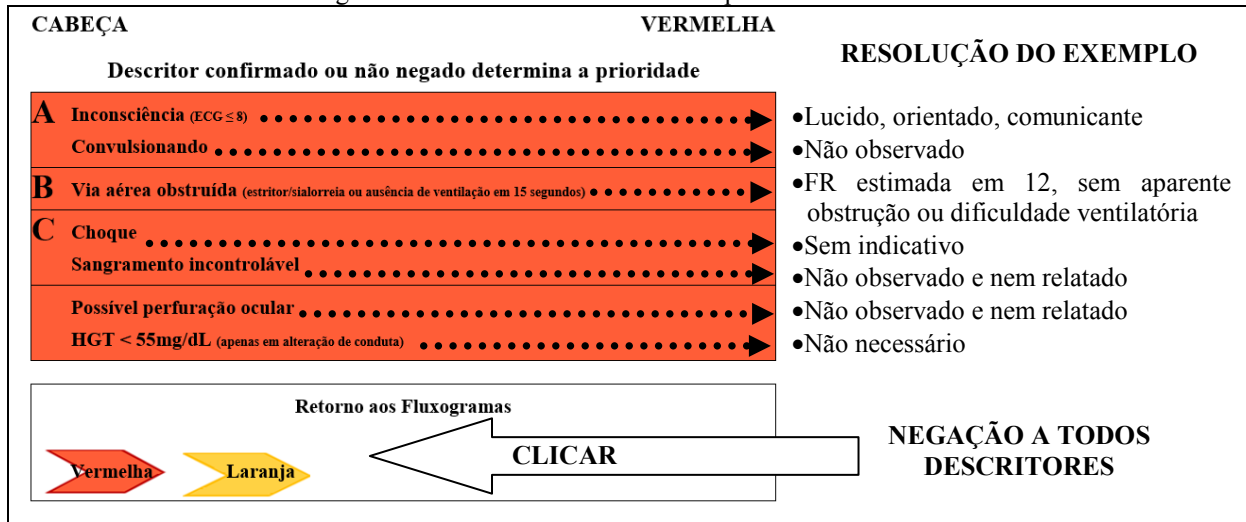 CABEÇA VERMELHA
Descritor confirmado ou não negado determina a prioridade
A Inconsciência (ECG ≤ 8)
Convulsionando
B Via aérea obstruída (estritor/sialorreia ou ausência de ventilação em 15 segundos)
C Choque
Sangramento incontrolável
Possível perfuração ocular
HGT < 55mg/dL (apenas em alteração de conduta)
RESOLUÇÃO DO EXEMPLO
•Lucido, orientado, comunicante
•Não observado
•FR estimada em 12, sem aparente
obstrução ou dificuldade ventilatória
•Sem indicativo
•Não observado e nem relatado
•Não observado e nem relatado
•Não necessário
Retorno aos Fluxogramas
Vermelha Laranja
CLICAR
NEGAÇÃO A TODOS
DESCRITORES